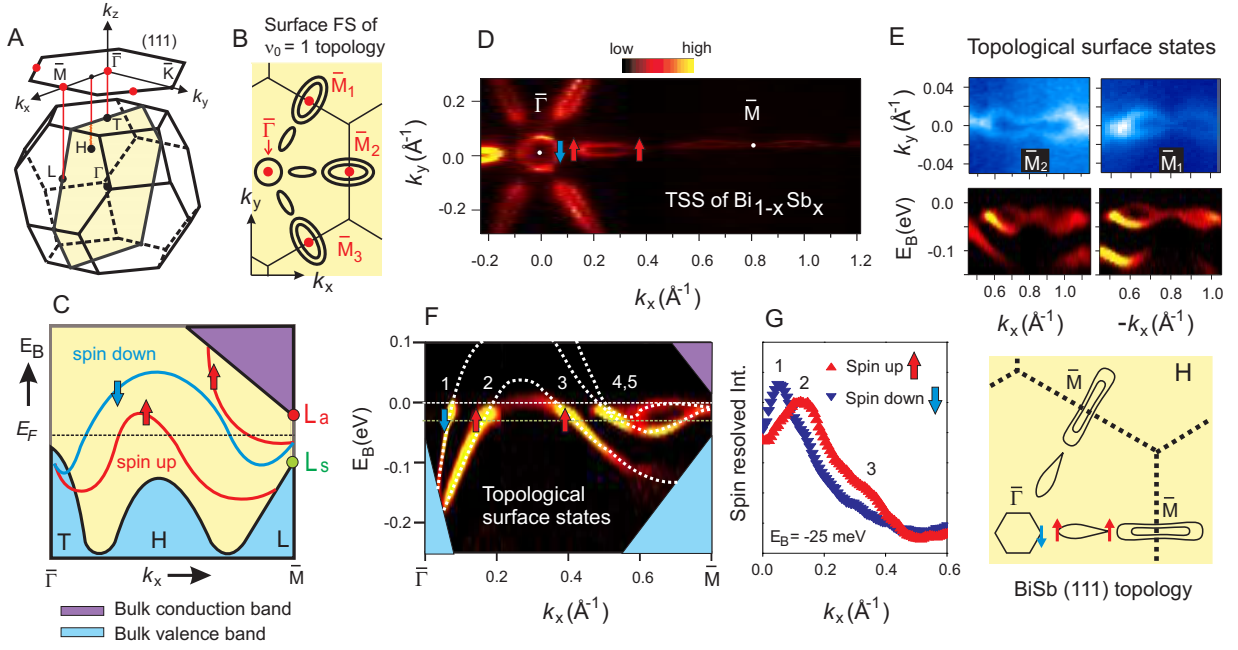 A
k_z
(111)
M̄
Γ̄
K̄
k_x
k_y
T
H
L
Γ
B
Surface FS of
ν₀ = 1 topology
M̄₁
Γ̄
M̄₂
k_y
M̄₃
k_x
C
E_B
spin down
E_F
spin up
L a
L s
T
H
L
Γ̄
k_x
M̄
Bulk conduction band
Bulk valence band
D
low
high
k_y(Å⁻¹)
0.2
0.0
-0.2
Γ̄
M̄
TSS of Bi₁₋ₓSbₓ
-0.2 0.0 0.2 0.4 0.6 0.8 1.0 1.2
k_x(Å⁻¹)
E
Topological surface states
k_y(Å⁻¹)
0.04
0.0
-0.04
M̄₂
M̄₁
E_B(eV)
-0.0
-0.1
0.6 0.8 1.0
0.6 0.8 1.0
k_x(Å⁻¹)
-k_x(Å⁻¹)
F
E_B(eV)
0.1
0.0
-0.1
-0.2
1
2
3
4,5
Topological
surface states
Γ̄
0.2 0.4 0.6
M̄
k_x(Å⁻¹)
G
Spin resolved Int.
1
2
3
Spin up
Spin down
E_B= -25 meV
0.0 0.2 0.4 0.6
k_x(Å⁻¹)
H
M̄
Γ̄
M̄
BiSb (111) topology